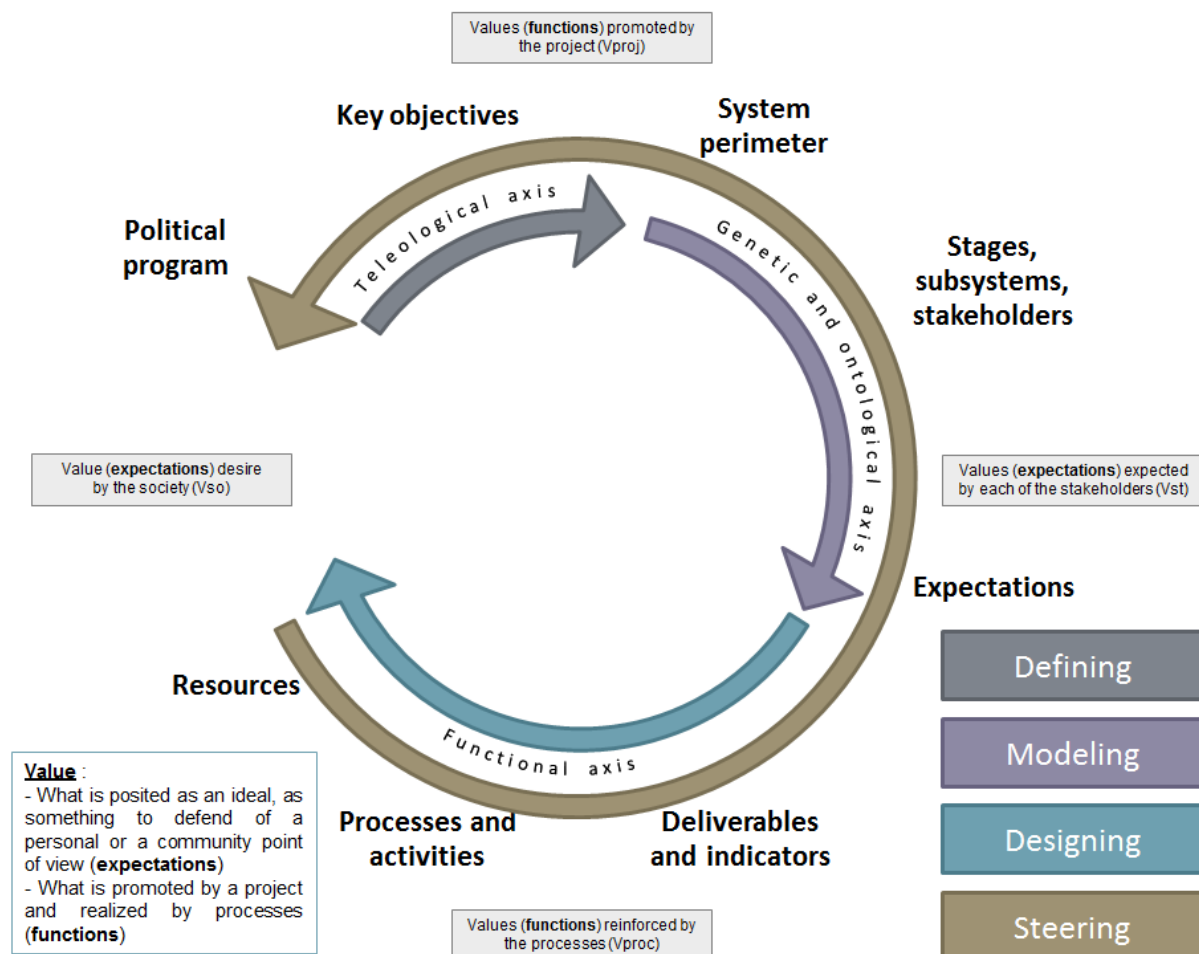 Values (functions) promoted by
the project (Vproj)
Key objectives
System
perimeter
Political
program
Teleological axis
Genetic and ontological axis
Stages,
subsystems,
stakeholders
Value (expectations) desire
by the society (Vso)
Values (expectations) expected
by each of the stakeholders (Vst)
Expectations
Resources
Functional axis
Processes and
activities
Deliverables
and indicators
Defining
Modeling
Designing
Steering
Value :
- What is posited as an ideal, as
something to defend of a
personal or a community point
of view (expectations)
- What is promoted by a project
and realized by processes
(functions)
Values (functions) reinforced by
the processes (Vproc)